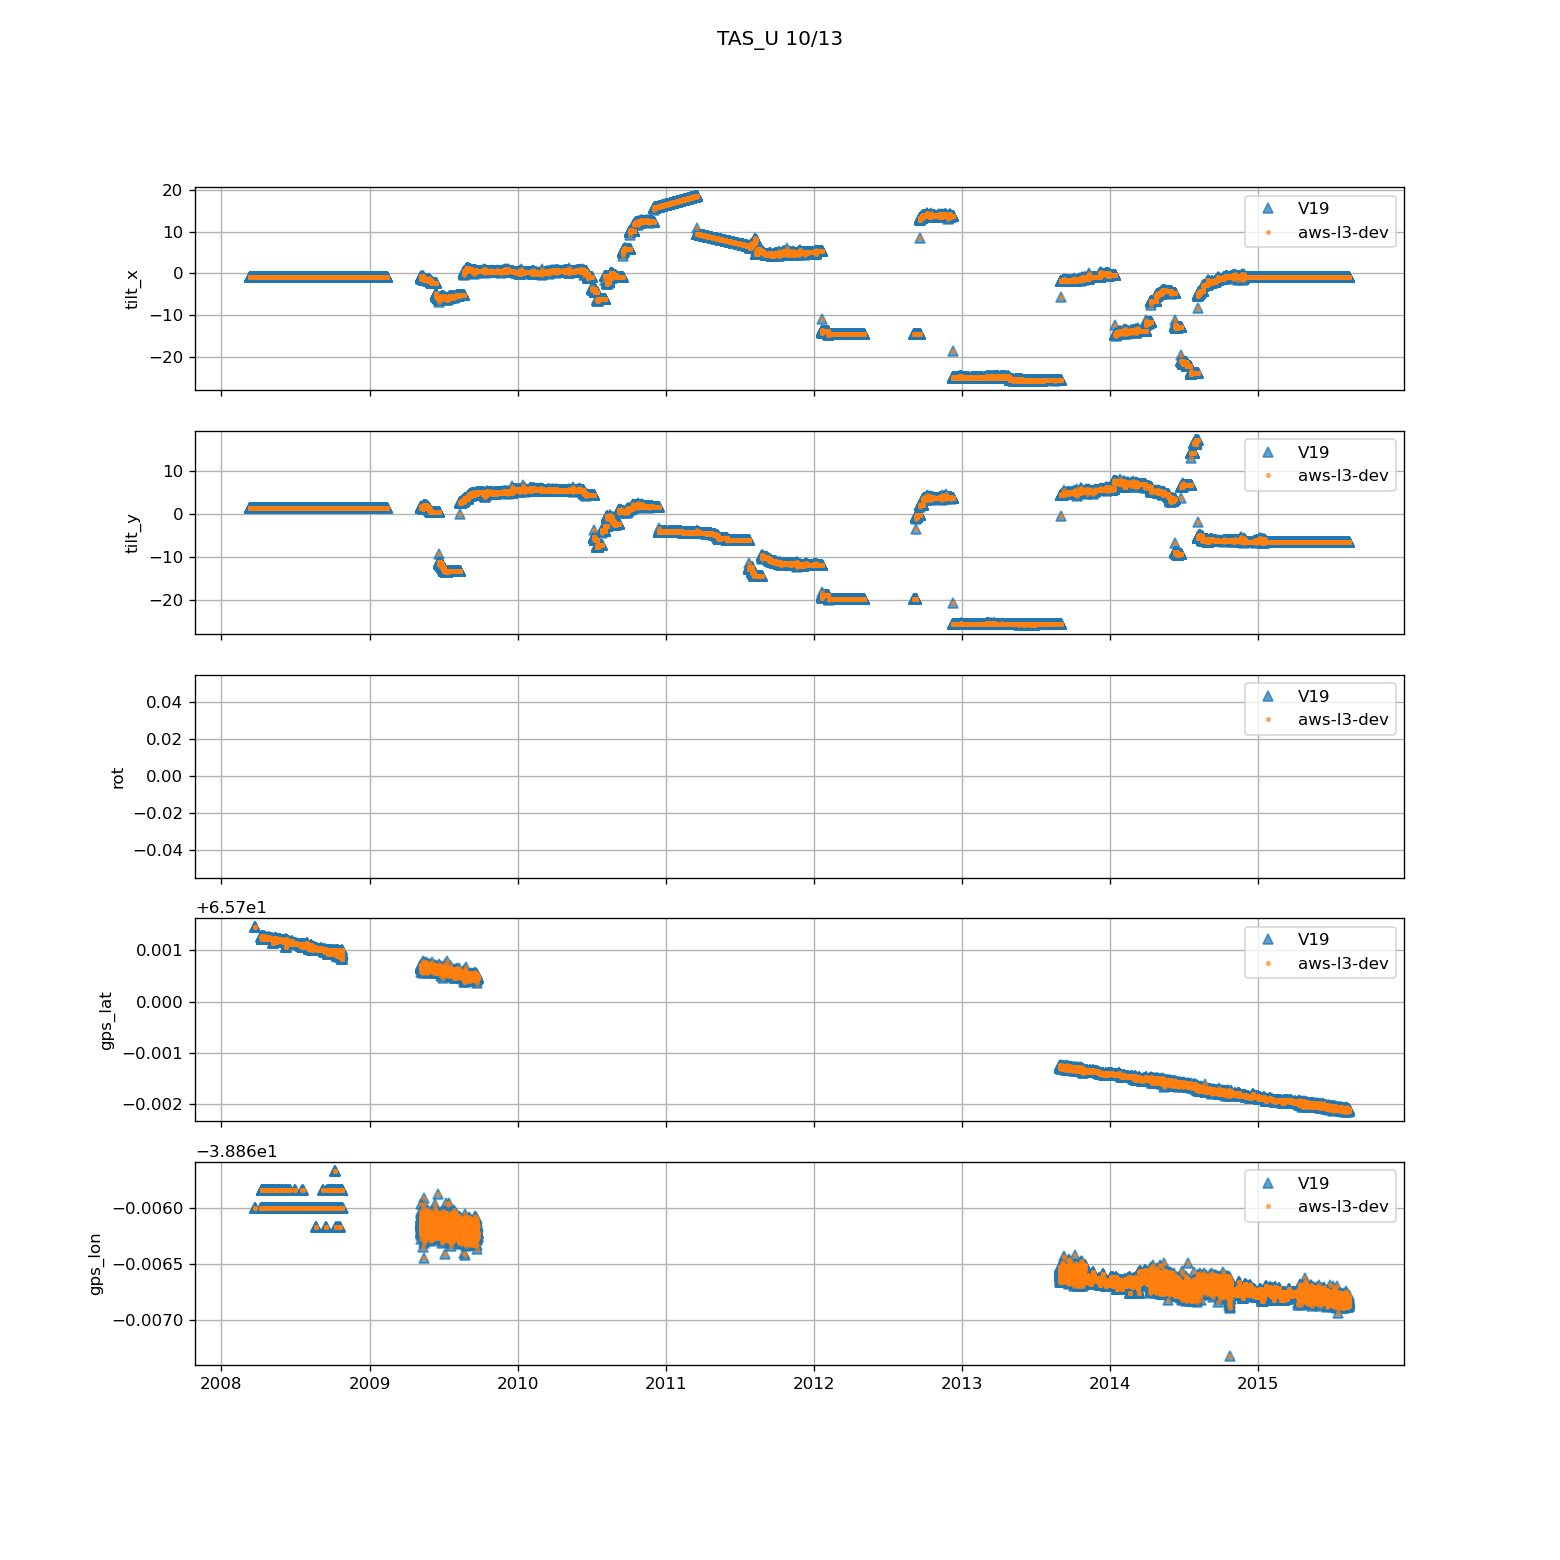 TAS_U 10/13
20
10
0
−10
−20
tilt_x
V19
aws-l3-dev
10
0
−10
−20
tilt_y
V19
aws-l3-dev
0.04
0.02
0.00
−0.02
−0.04
rot
V19
aws-l3-dev
+6.57e1
0.001
0.000
−0.001
−0.002
gps_lat
V19
aws-l3-dev
−3.886e1
−0.0060
−0.0065
−0.0070
gps_lon
V19
aws-l3-dev
2008 2009 2010 2011 2012 2013 2014 2015